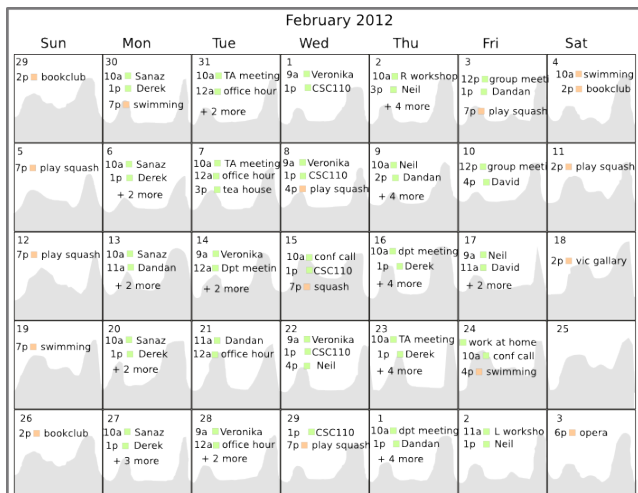 February 2012
Sun Mon Tue Wed Thu Fri Sat
29
2p bookclub
30
10a Sanaz
1p Derek
7p swimming
31
10a TA meeting
12a office hour
+ 2 more
1
9a Veronika
1p CSC110
2
10a R workshop
3p Neil
+ 4 more
3
12p group meeti
1p Dandan
7p play squash
4
10a swimming
2p bookclub
5
7p play squash
6
10a Sanaz
1p Derek
+ 2 more
7
10a TA meeting
12a office hour
3p tea house
8
9a Veronika
1p CSC110
4p play squash
9
10a Neil
2p Dandan
+ 4 more
10
12p group meeti
4p David
11
2p play squash
12
7p play squash
13
10a Sanaz
11a Dandan
+ 2 more
14
9a Veronika
12a Dpt meetin
+ 2 more
15
10a conf call
1p CSC110
7p squash
16
10a dpt meeting
1p Derek
+ 4 more
17
9a Neil
11a David
+ 2 more
18
2p vic gallary
19
7p swimming
20
10a Sanaz
1p Derek
+ 2 more
21
11a Dandan
12a office hour
22
9a Veronika
1p CSC110
4p Neil
23
10a TA meeting
1p Derek
+ 4 more
24
work at home
10a conf call
4p swimming
25
26
2p bookclub
27
10a Sanaz
1p Derek
+ 3 more
28
9a Veronika
12a office hour
+ 2 more
29
1p CSC110
7p play squash
1
10a dpt meeting
1p Dandan
+ 4 more
2
11a L worksho
1p Neil
3
6p opera